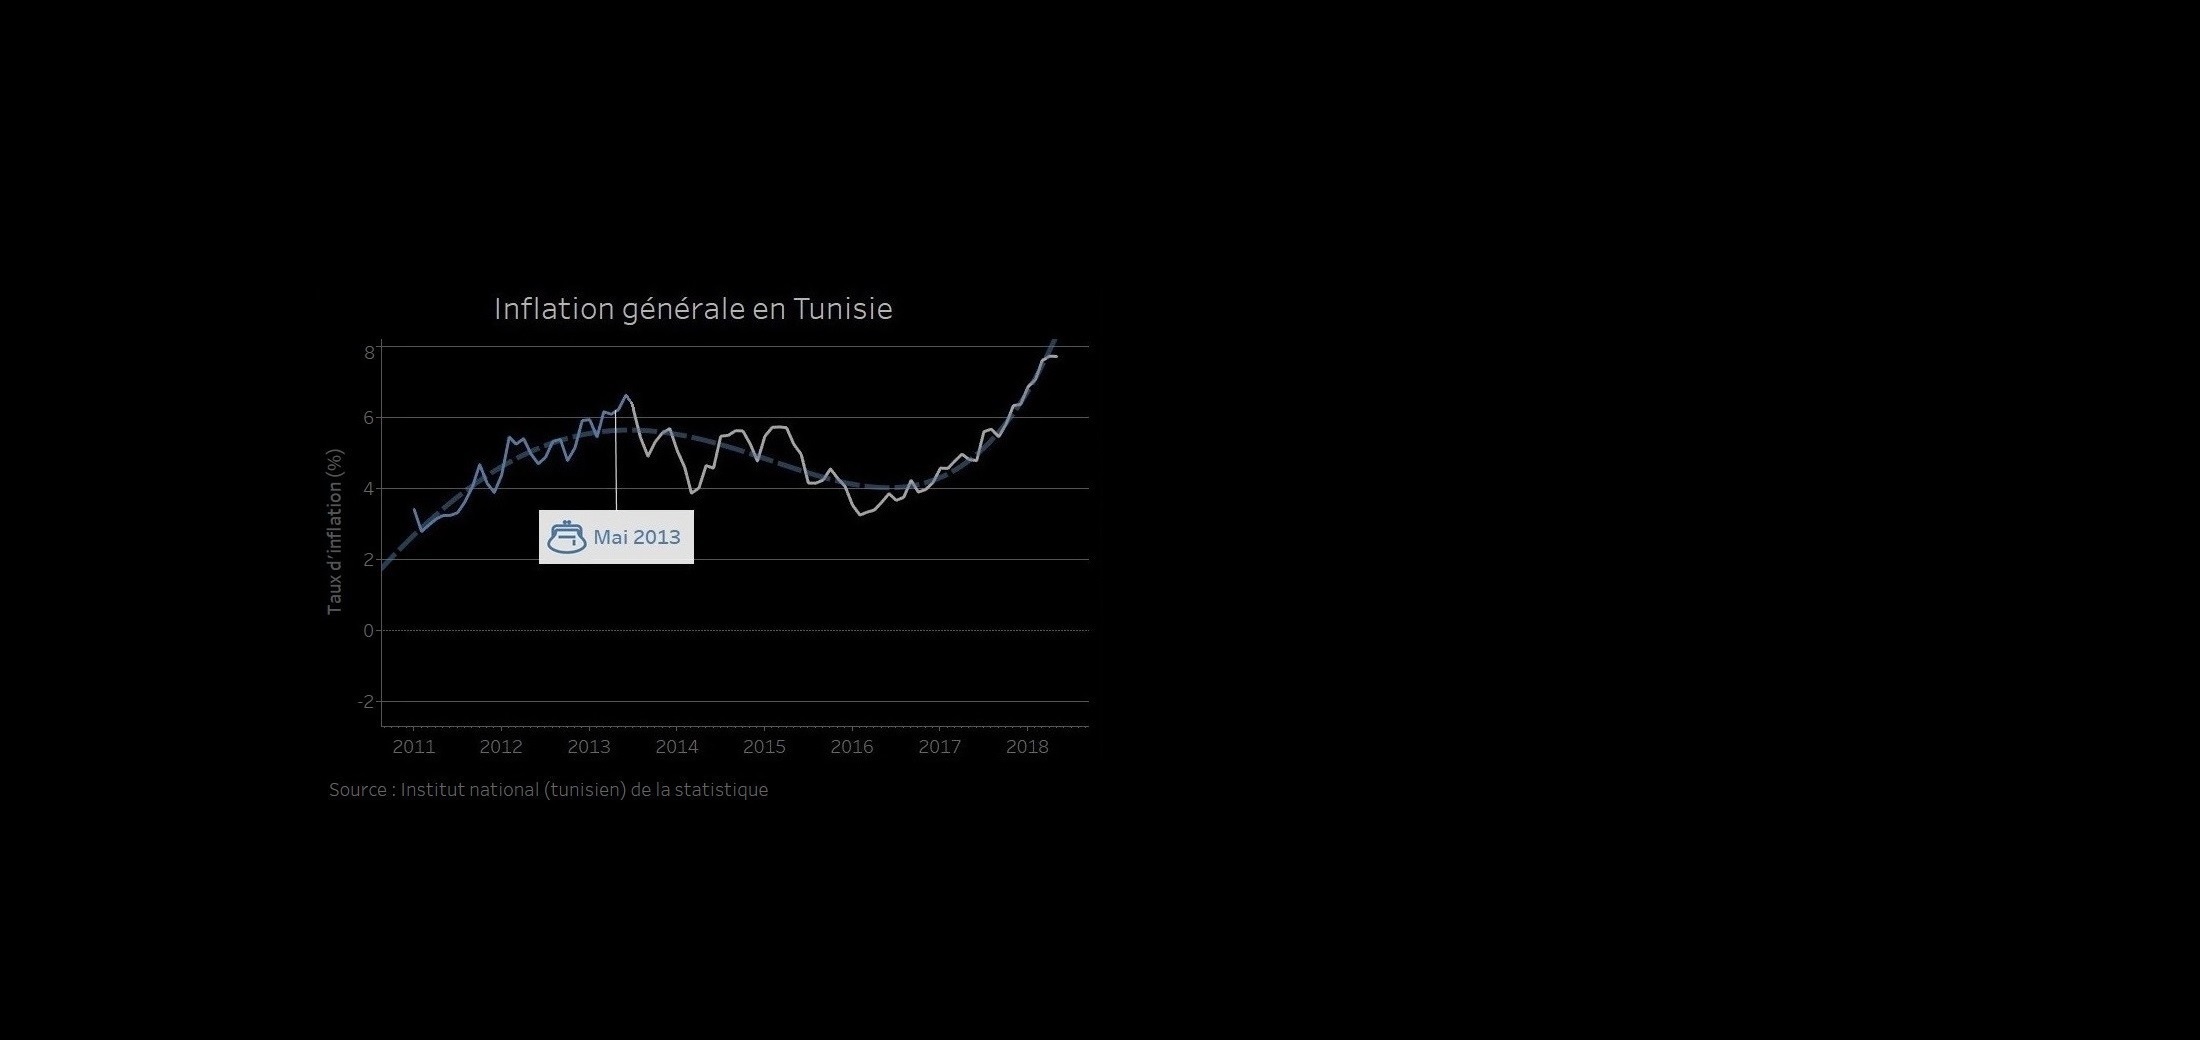 Inflation générale en Tunisie
8
6
4
2
0
-2
Taux d'inflation (%)
Mai 2013
2011 2012 2013 2014 2015 2016 2017 2018
Source : Institut national (tunisien) de la statistique